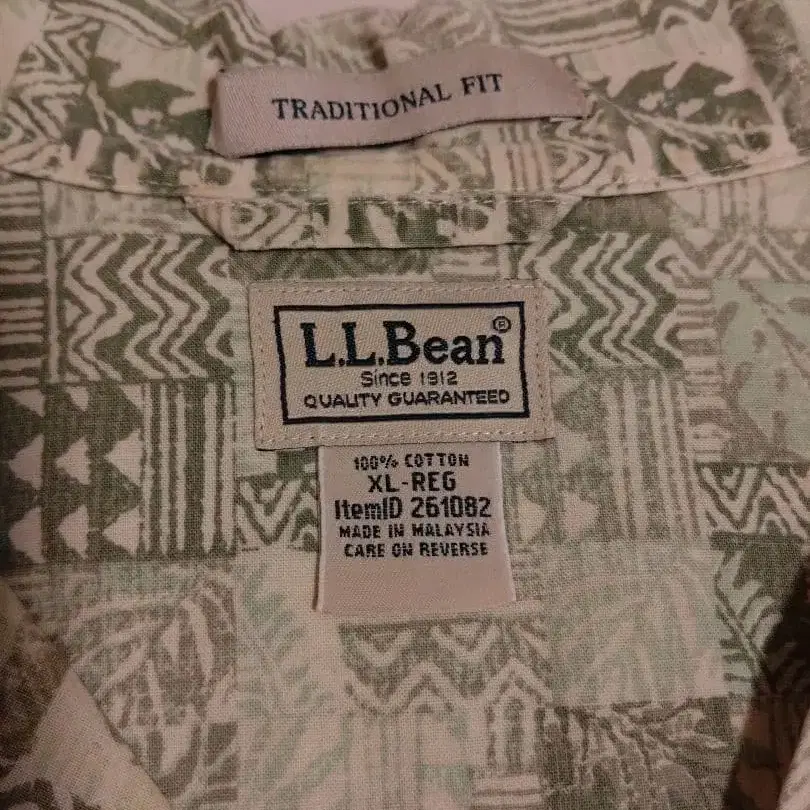 TRADITIONAL FIT
L.L.Bean®
Since 1912
QUALITY GUARANTEED
100% COTTON
XL-REG
ItemID 261082
MADE IN MALAYSIA
CARE ON REVERSE